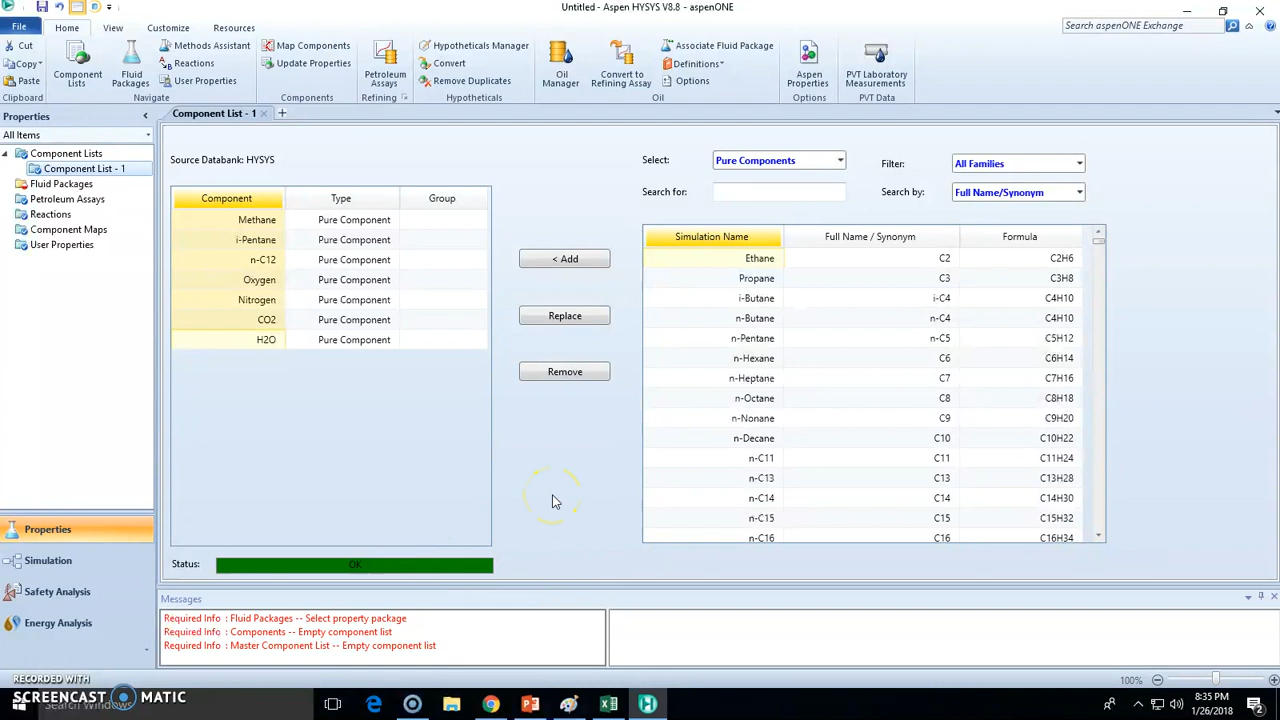 Untitled - Aspen HYSYS V8.8 - aspenONE
File
Home
View
Customize
Resources
Search aspenONE Exchange
Cut
Copy
Paste
Clipboard
Component Lists
Fluid Packages
Methods Assistant
Reactions
User Properties
Navigate
Map Components
Update Properties
Components
Petroleum Assays
Refining
Hypotheticals Manager
Convert
Remove Duplicates
Hypotheticals
Oil Manager
Convert to Refining Assay
Associate Fluid Package
Definitions
Options
Oil
Aspen Properties
Options
PVT Laboratory Measurements
PVT Data
Properties
All Items
Component Lists
Component List - 1
Fluid Packages
Petroleum Assays
Reactions
Component Maps
User Properties
Properties
Simulation
Safety Analysis
Energy Analysis
Component List - 1
Source Databank: HYSYS
Component Type Group
Methane Pure Component
i-Pentane Pure Component
n-C12 Pure Component
Oxygen Pure Component
Nitrogen Pure Component
CO2 Pure Component
H2O Pure Component
Status: OK
< Add
Replace
Remove
Select: Pure Components
Filter: All Families
Search for:
Search by: Full Name/Synonym
Simulation Name Full Name / Synonym Formula
Ethane C2 C2H6
Propane C3 C3H8
i-Butane i-C4 C4H10
n-Butane n-C4 C4H10
n-Pentane n-C5 C5H12
n-Hexane C6 C6H14
n-Heptane C7 C7H16
n-Octane C8 C8H18
n-Nonane C9 C9H20
n-Decane C10 C10H22
n-C11 C11 C11H24
n-C13 C13 C13H28
n-C14 C14 C14H30
n-C15 C15 C15H32
n-C16 C16 C16H34
Messages
Required Info : Fluid Packages -- Select property package
Required Info : Components -- Empty component list
Required Info : Master Component List -- Empty component list
100%
RECORDED WITH
SCREENCAST MATIC
Search Windows
8:35 PM
1/26/2018